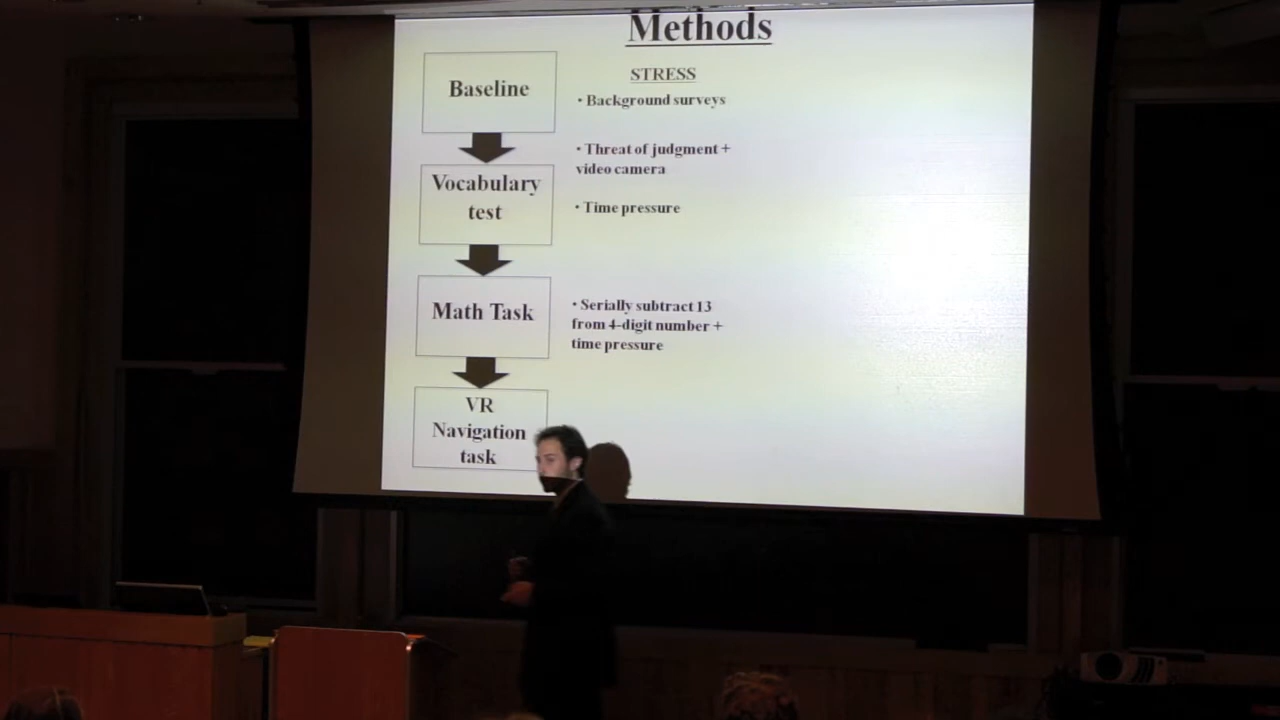 Methods
Baseline
STRESS
• Background surveys
Vocabulary
test
• Threat of judgment +
video camera
• Time pressure
Math Task
• Serially subtract 13
from 4-digit number +
time pressure
VR
Navigation
task